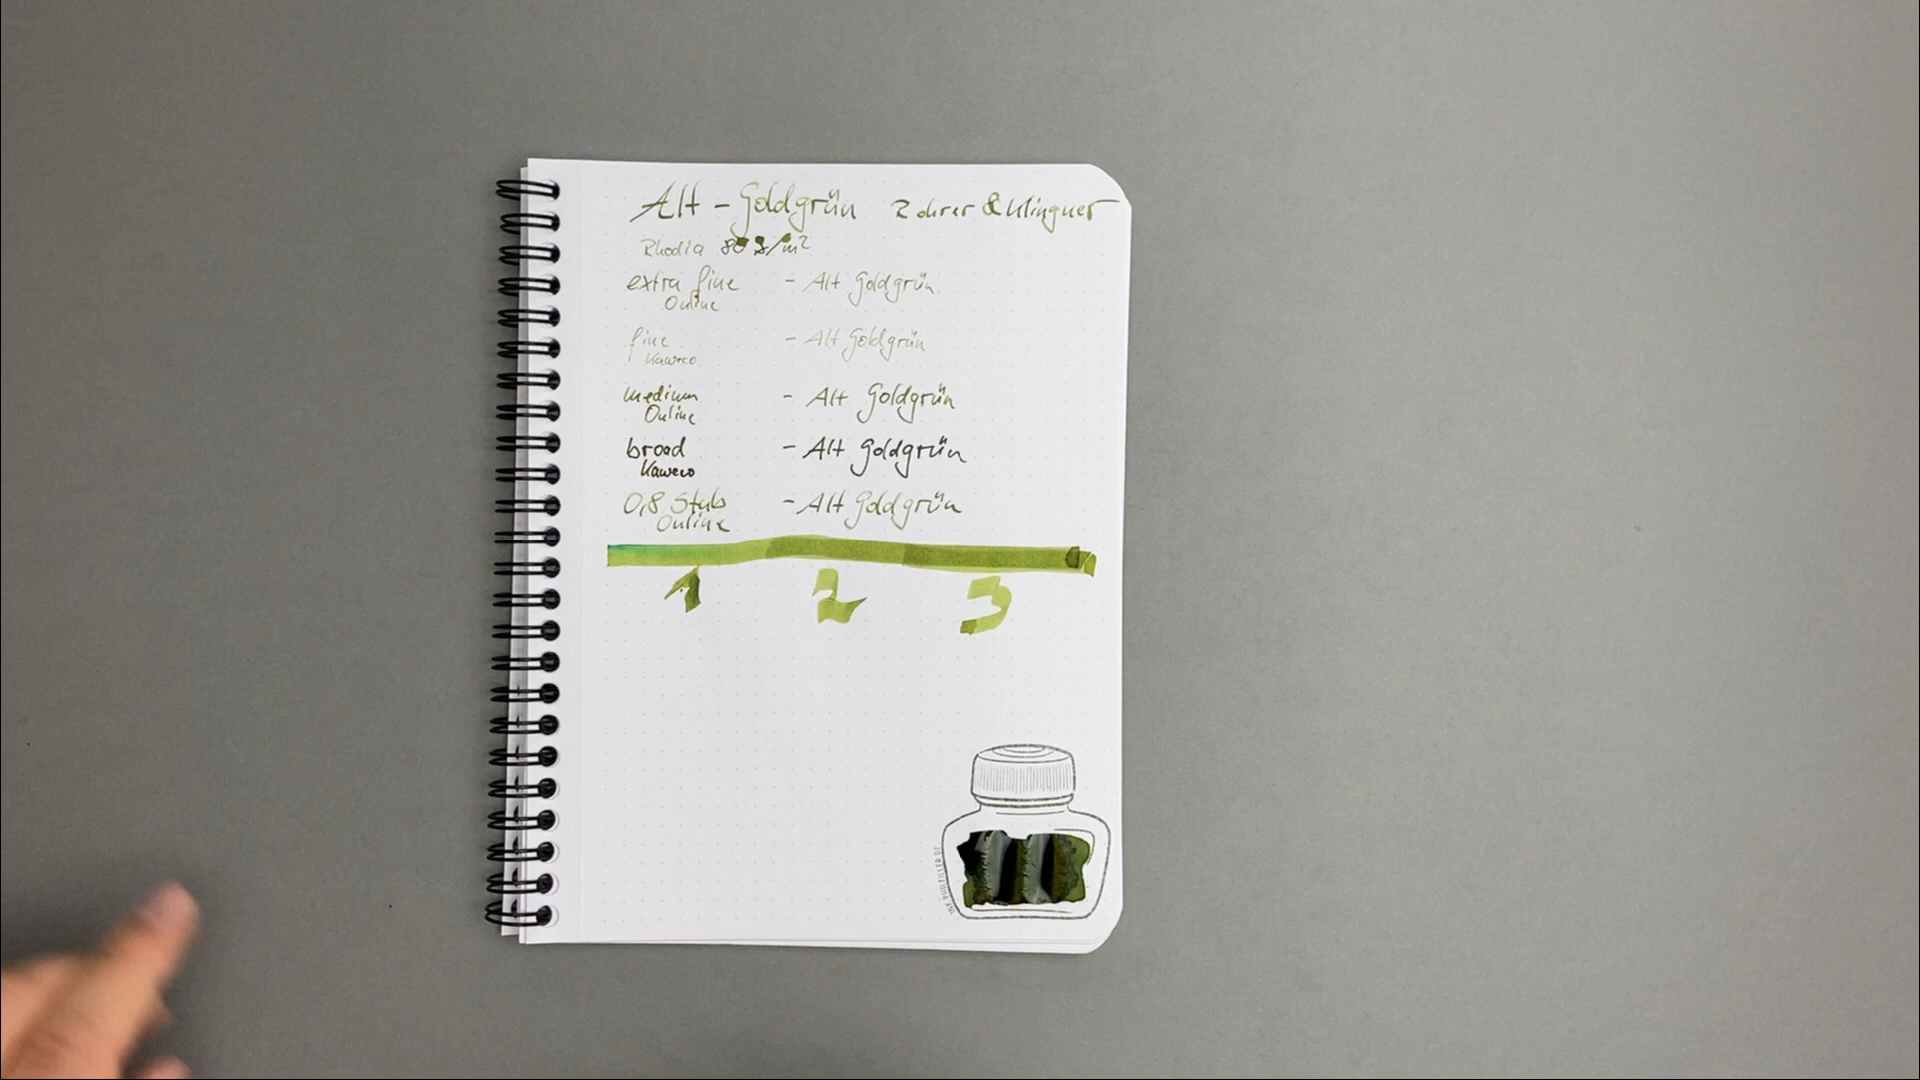 Alt - Goldgrün Rohrer & Klingner
Rhodia 80 g/m²
extra fine - Alt Goldgrün
Online
fine - Alt Goldgrün
Kaweco
medium - Alt Goldgrün
Online
broad - Alt Goldgrün
Kaweco
0,8 Stub - Alt Goldgrün
Online
1 2 3